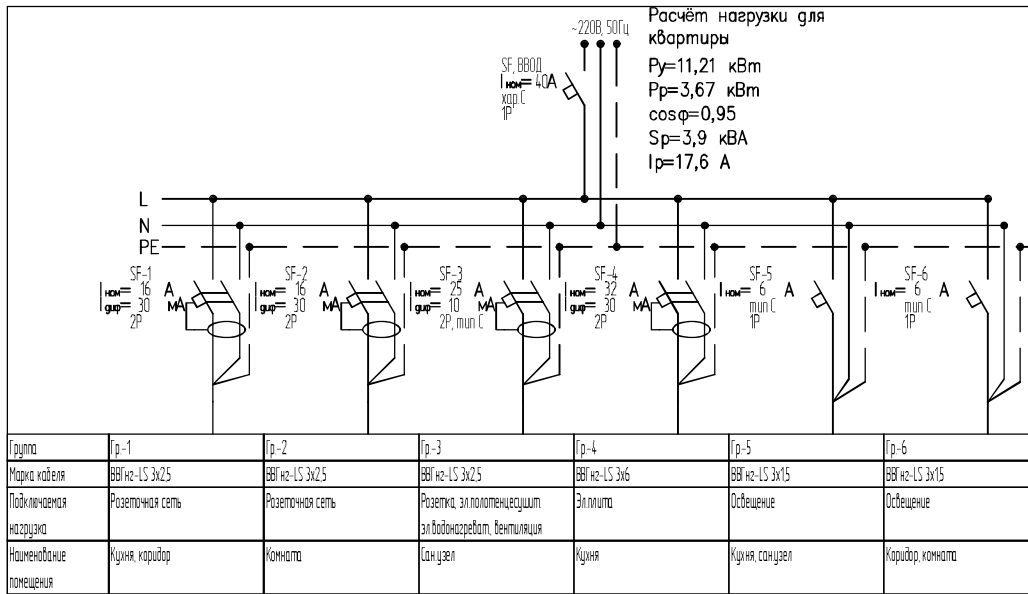 ~220В, 50Гц
Расчёт нагрузки для
квартиры
Ру=11,21 кВт
Рр=3,67 кВт
cosφ=0,95
Sр=3,9 кВА
Iр=17,6 А
SF, ВВОД
Iном= 40А
хар.С
1Р
L
N
PE
SF-1
Iном= 16 А
Iдиф= 30 мА
2Р
SF-2
Iном= 16 А
Iдиф= 30 мА
2Р
SF-3
Iном= 25 А
Iдиф= 10 мА
2Р, тип С
SF-4
Iном= 32 А
Iдиф= 30 мА
2Р
SF-5
Iном= 6 А
тип С
1Р
SF-6
Iном= 6 А
тип С
1Р
Группа Гр.-1 Гр.-2 Гр.-3 Гр.-4 Гр.-5 Гр.-6
Марка кабеля ВВГнг-LS 3х2,5 ВВГнг-LS 3х2,5 ВВГнг-LS 3х2,5 ВВГнг-LS 3х6 ВВГнг-LS 3х1,5 ВВГнг-LS 3х1,5
Подключаемая Розеточная сеть Розеточная сеть Розетка, эл.полотенцесушит. Эл.плита Освещение Освещение
нагрузка эл.водонагреват., вентиляция
Наименование Кухня, коридор Комната Сан.узел Кухня Кухня, сан.узел Коридор, комната
помещения